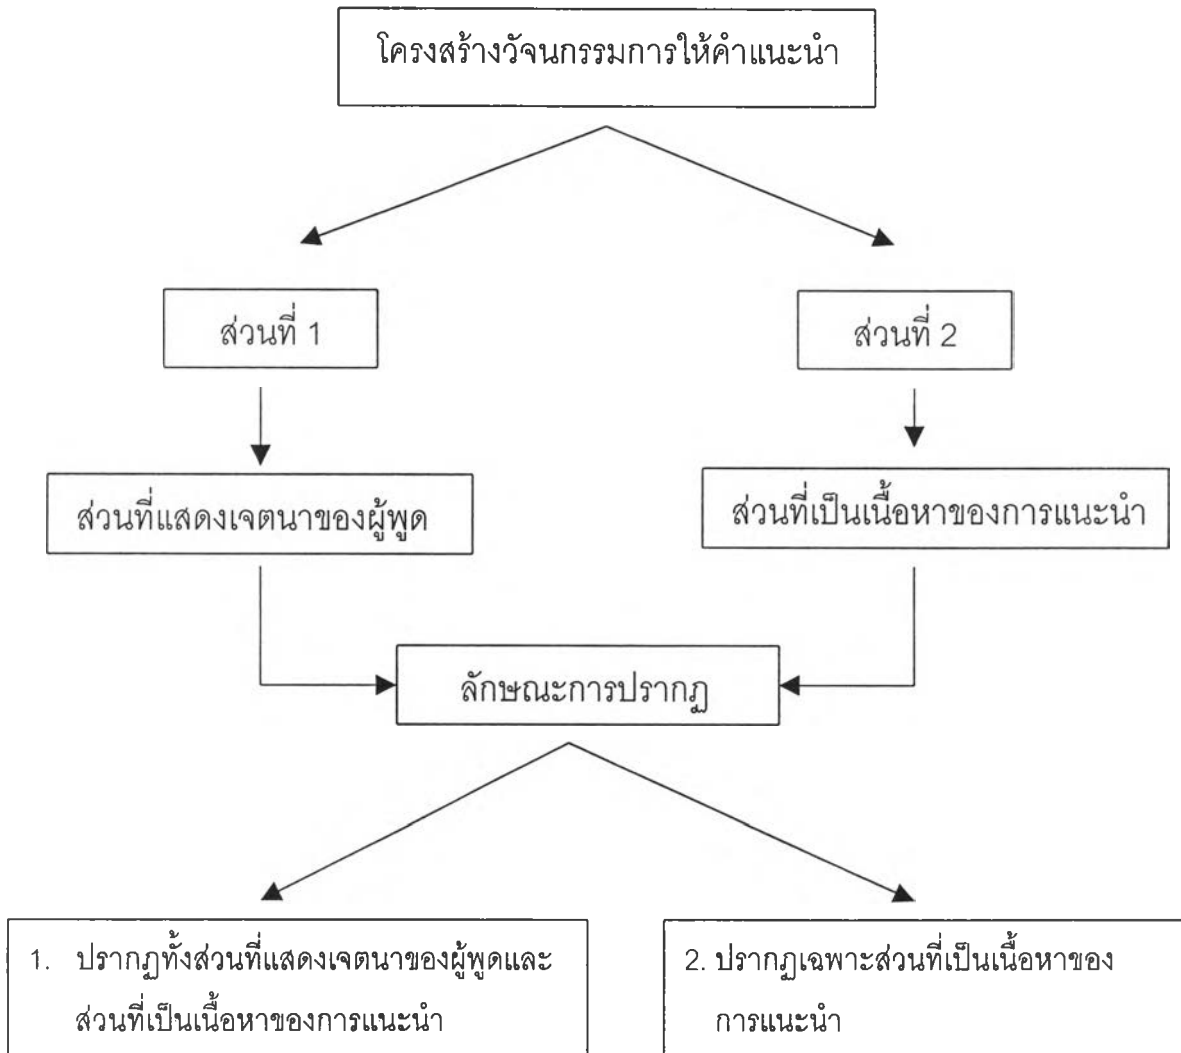 โครงสร้างวัจนกรรมการให้คำแนะนำ
ส่วนที่ 1
ส่วนที่ 2
ส่วนที่แสดงเจตนาของผู้พูด
ส่วนที่เป็นเนื้อหาของการแนะนำ
ลักษณะการปรากฏ
1. ปรากฏทั้งส่วนที่แสดงเจตนาของผู้พูดและ
ส่วนที่เป็นเนื้อหาของการแนะนำ
2. ปรากฏเฉพาะส่วนที่เป็นเนื้อหาของ
การแนะนำ